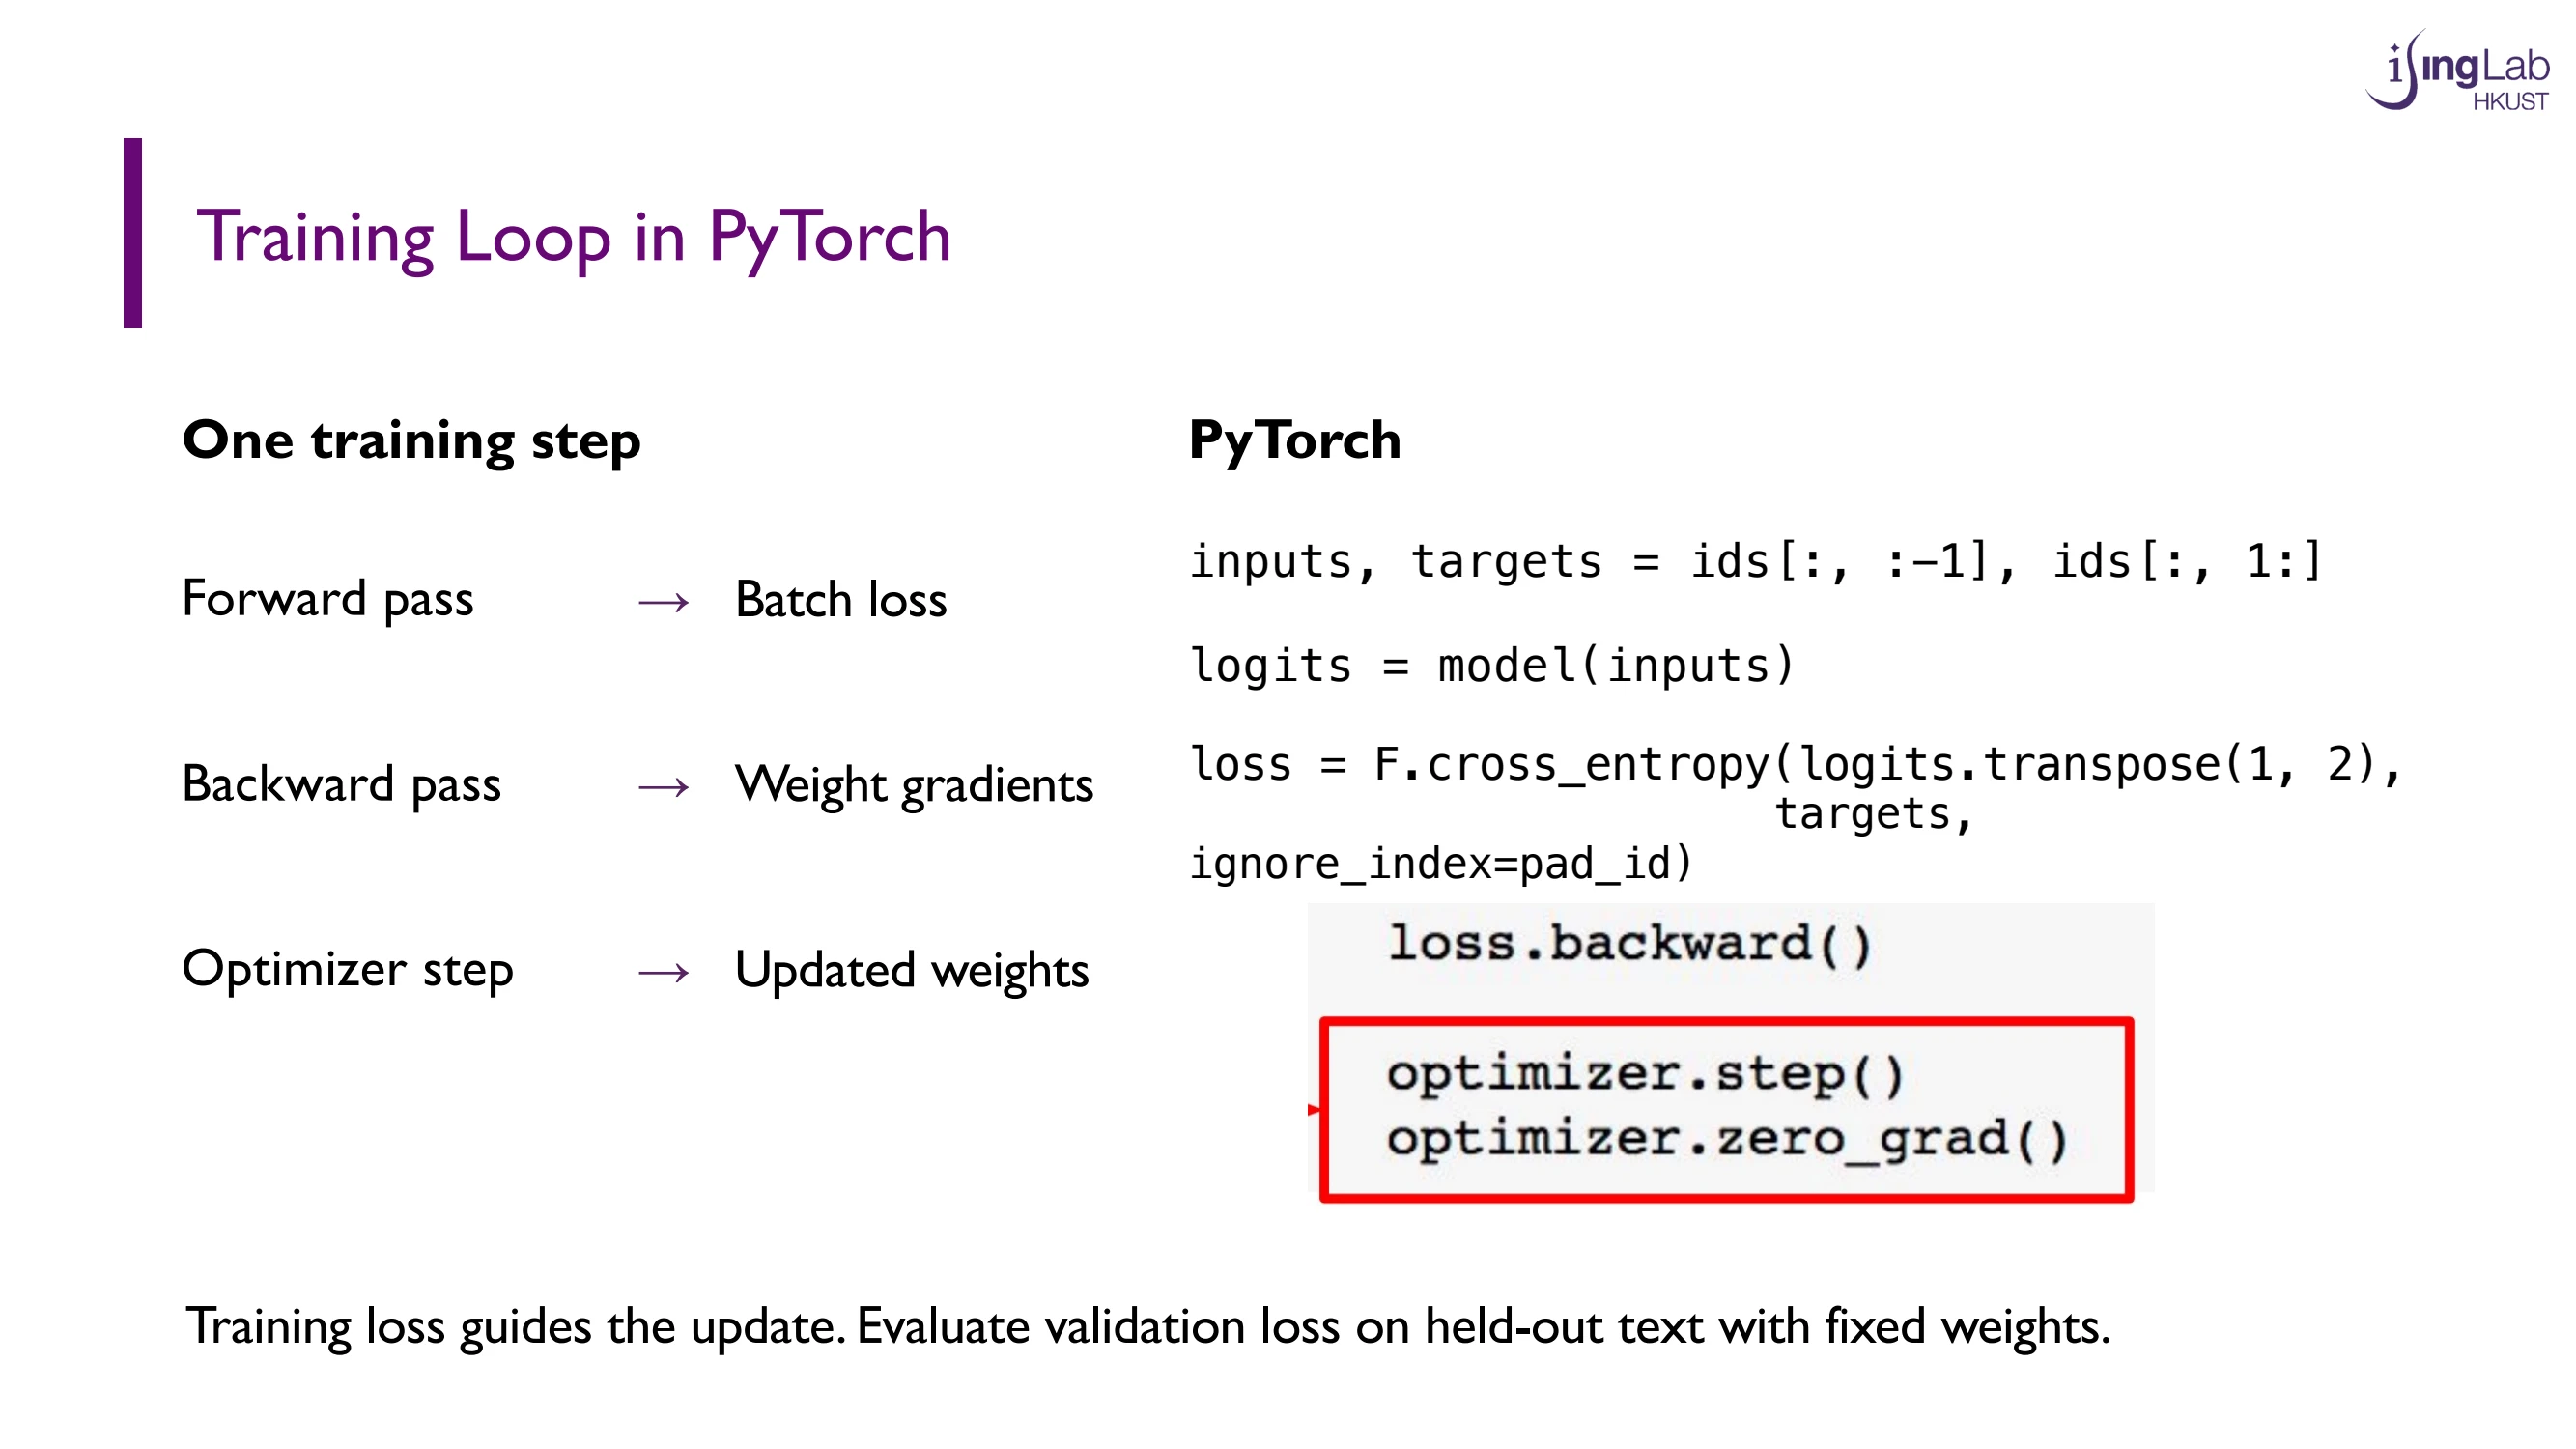 iSingLab
HKUST
Training Loop in PyTorch
One training step
Forward pass → Batch loss
Backward pass → Weight gradients
Optimizer step → Updated weights
PyTorch
inputs, targets = ids[:, :-1], ids[:, 1:]
logits = model(inputs)
loss = F.cross_entropy(logits.transpose(1, 2),
targets,
ignore_index=pad_id)
loss.backward()
optimizer.step()
optimizer.zero_grad()
Training loss guides the update. Evaluate validation loss on held-out text with fixed weights.